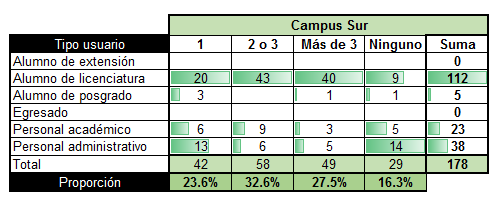 Campus Sur
Tipo usuario 1 2 o 3 Más de 3 Ninguno Suma
Alumno de extensión 0
Alumno de licenciatura 20 43 40 9 112
Alumno de posgrado 3 1 1 5
Egresado 0
Personal académico 6 9 3 5 23
Personal administrativo 13 6 5 14 38
Total 42 58 49 29 178
Proporción 23.6% 32.6% 27.5% 16.3%